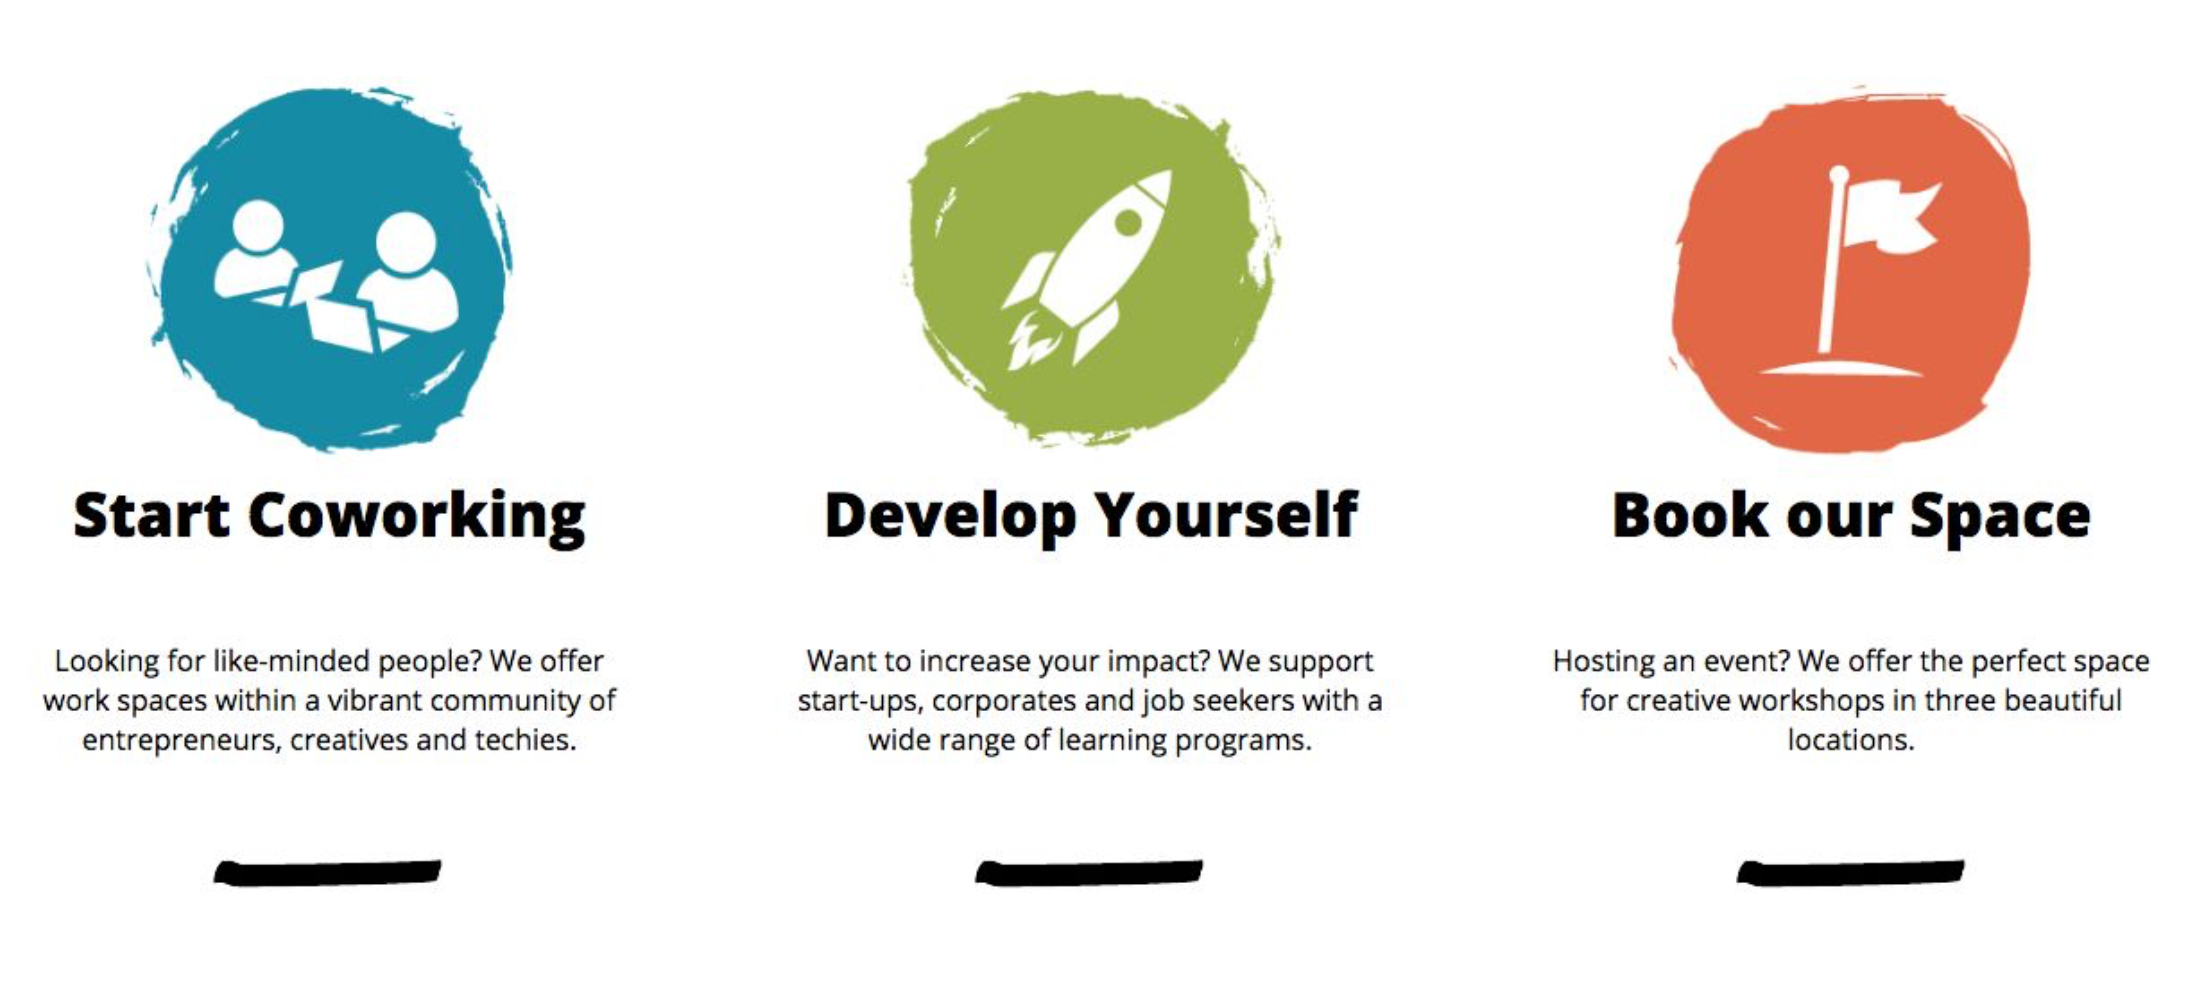 Start Coworking
Looking for like-minded people? We offer
work spaces within a vibrant community of
entrepreneurs, creatives and techies.
Develop Yourself
Want to increase your impact? We support
start-ups, corporates and job seekers with a
wide range of learning programs.
Book our Space
Hosting an event? We offer the perfect space
for creative workshops in three beautiful
locations.